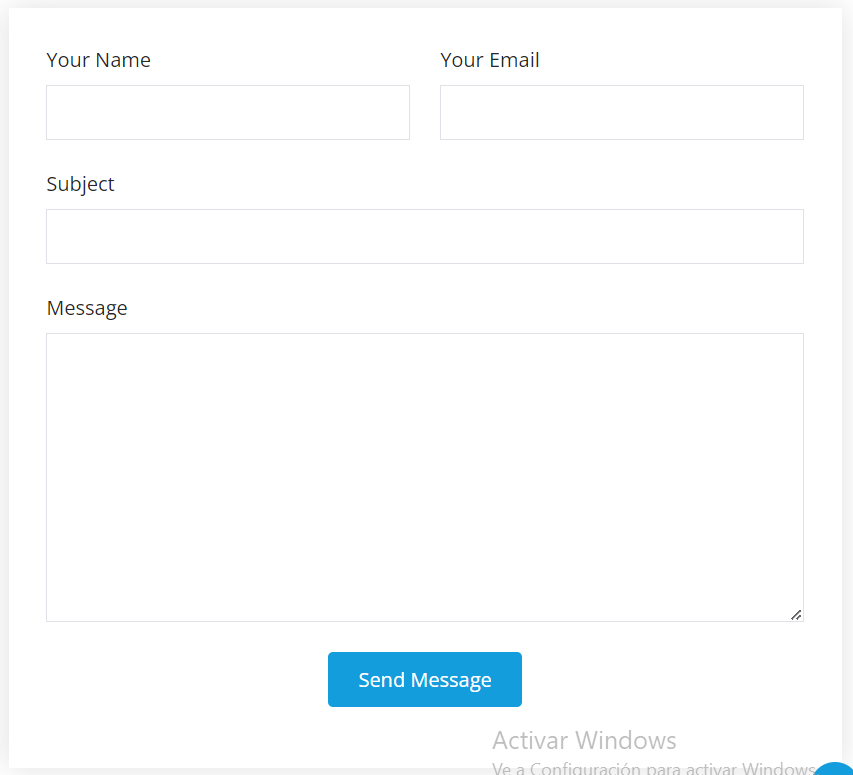 Your Name
Your Email
Subject
Message
Send Message
Activar Windows
Ve a Configuración para activar Windows.